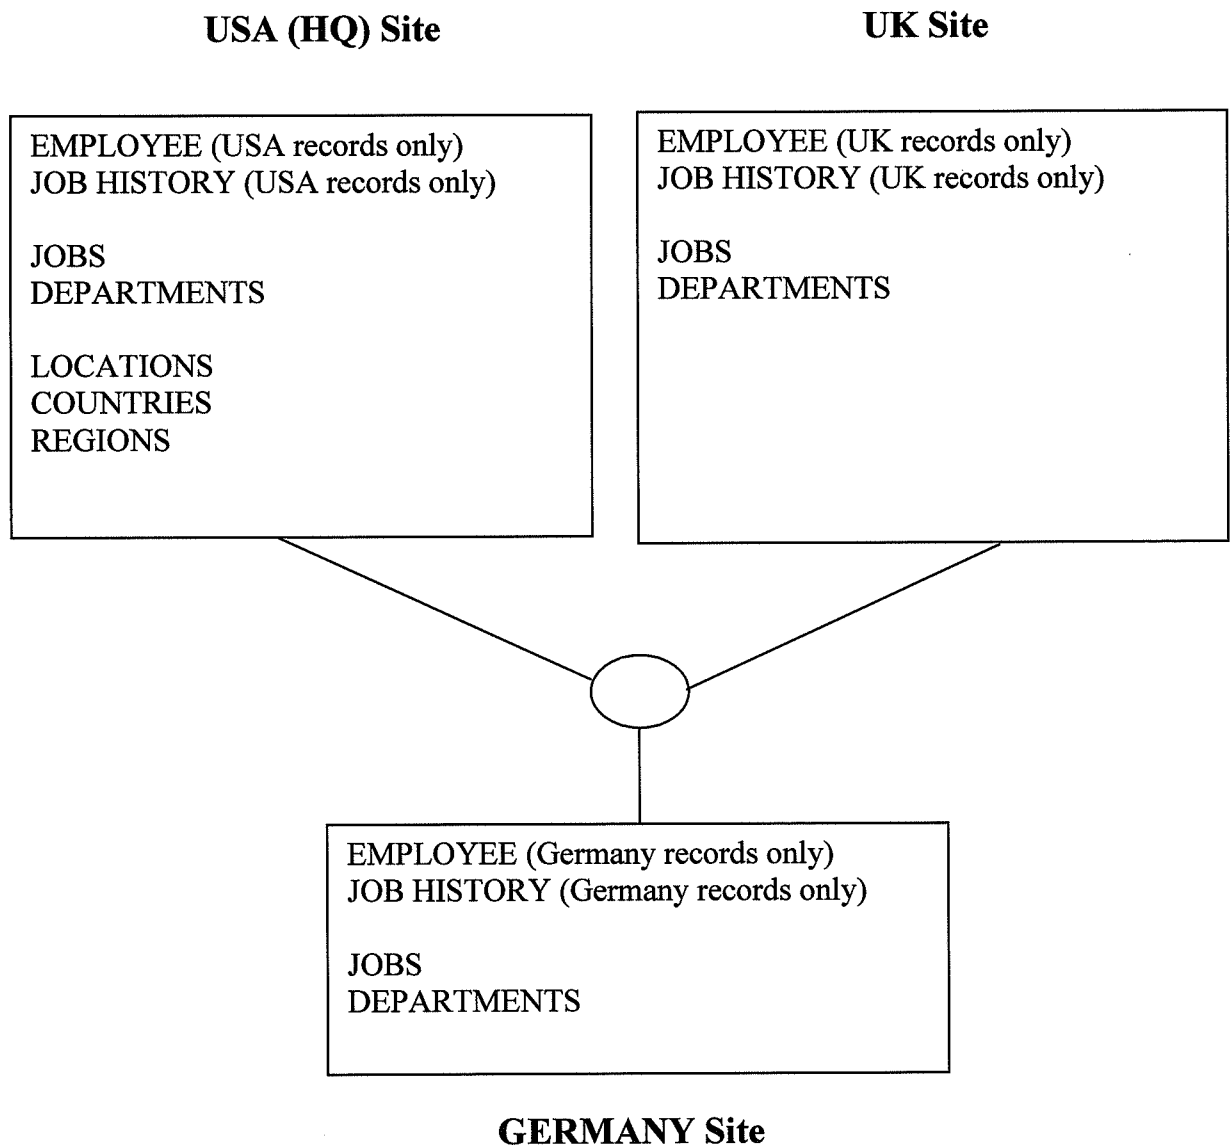 USA (HQ) Site
EMPLOYEE (USA records only)
JOB HISTORY (USA records only)
JOBS
DEPARTMENTS
LOCATIONS
COUNTRIES
REGIONS
UK Site
EMPLOYEE (UK records only)
JOB HISTORY (UK records only)
JOBS
DEPARTMENTS
EMPLOYEE (Germany records only)
JOB HISTORY (Germany records only)
JOBS
DEPARTMENTS
GERMANY Site